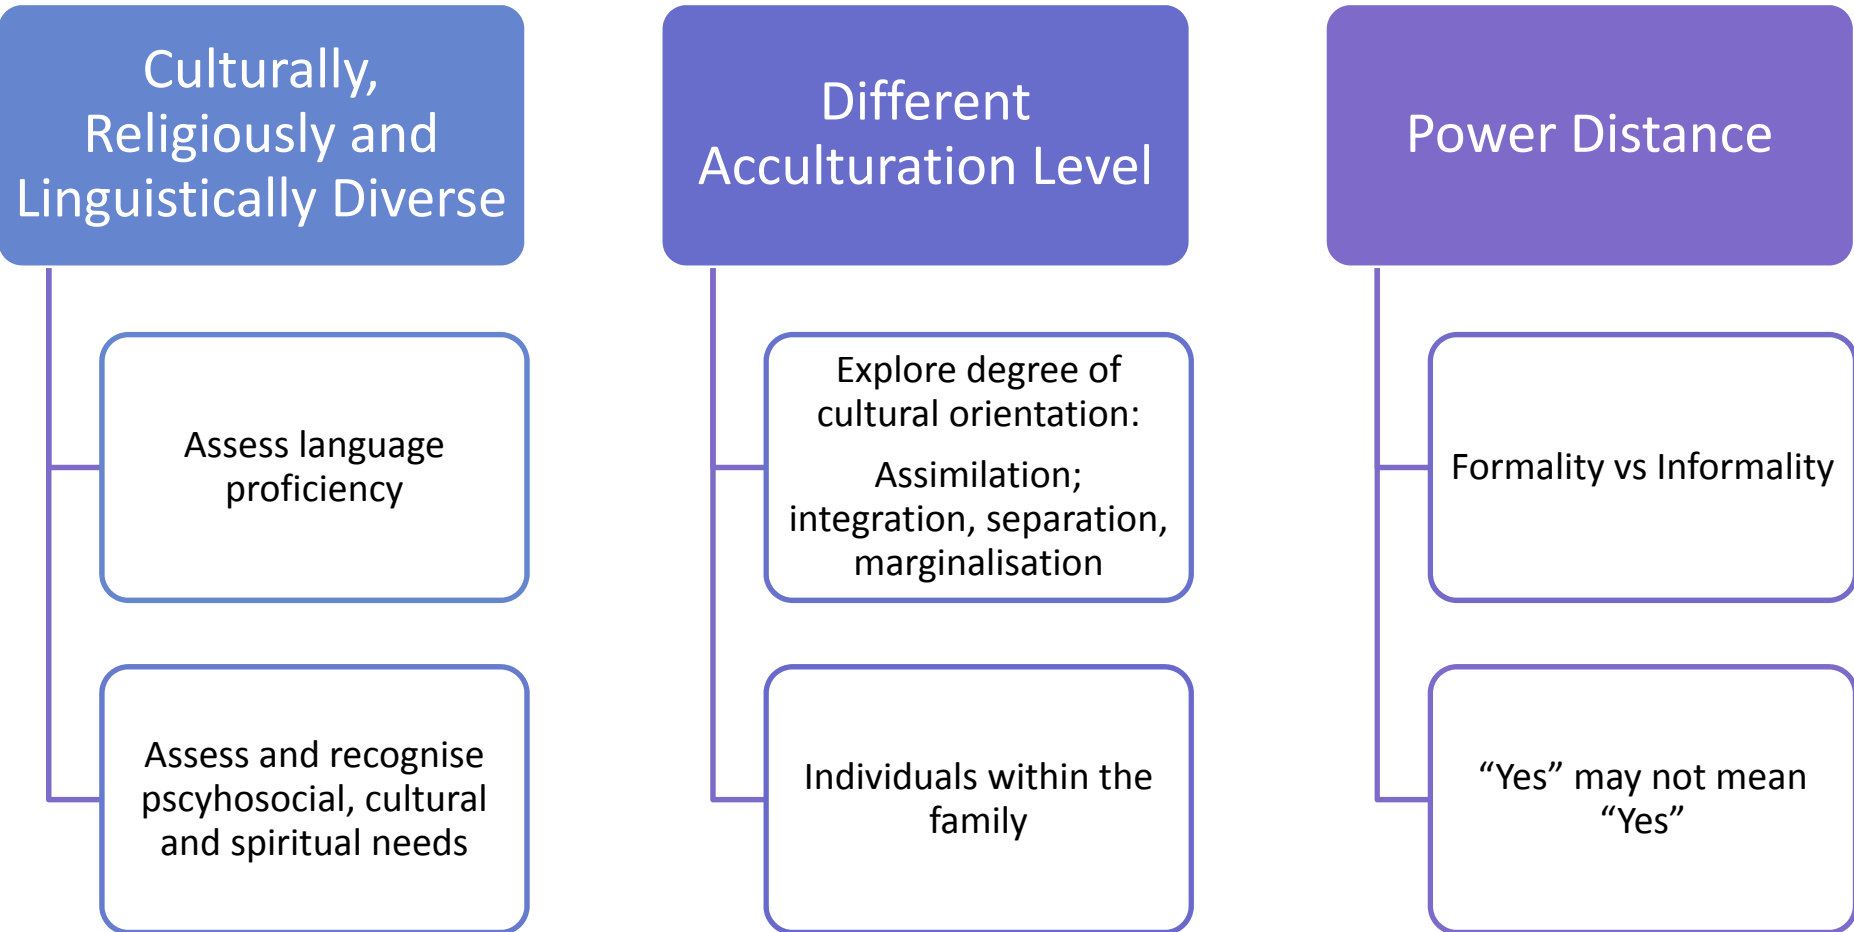 Culturally,
Religiously and
Linguistically Diverse
Assess language
proficiency
Assess and recognise
pscyhosocial, cultural
and spiritual needs
Different
Acculturation Level
Explore degree of
cultural orientation:
Assimilation;
integration, separation,
marginalisation
Individuals within the
family
Power Distance
Formality vs Informality
“Yes” may not mean
“Yes”